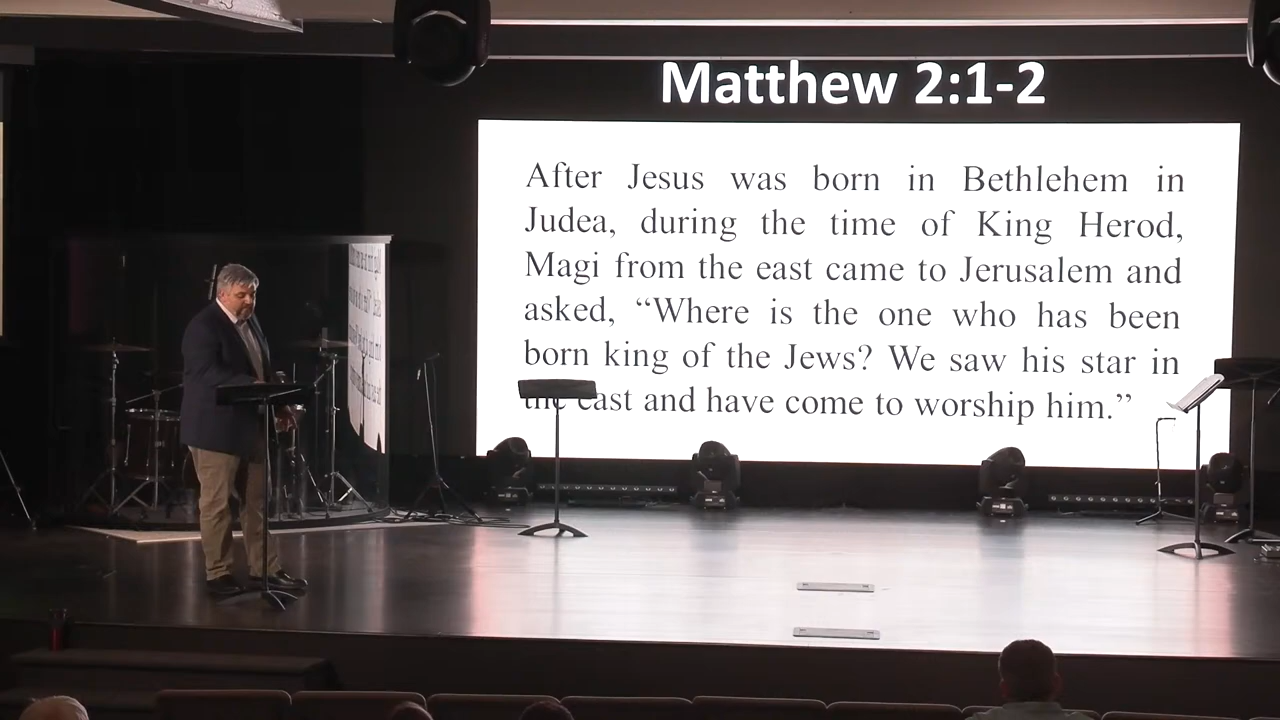 Matthew 2:1-2
After Jesus was born in Bethlehem in
Judea, during the time of King Herod,
Magi from the east came to Jerusalem and
asked, “Where is the one who has been
born king of the Jews? We saw his star in
the east and have come to worship him.”